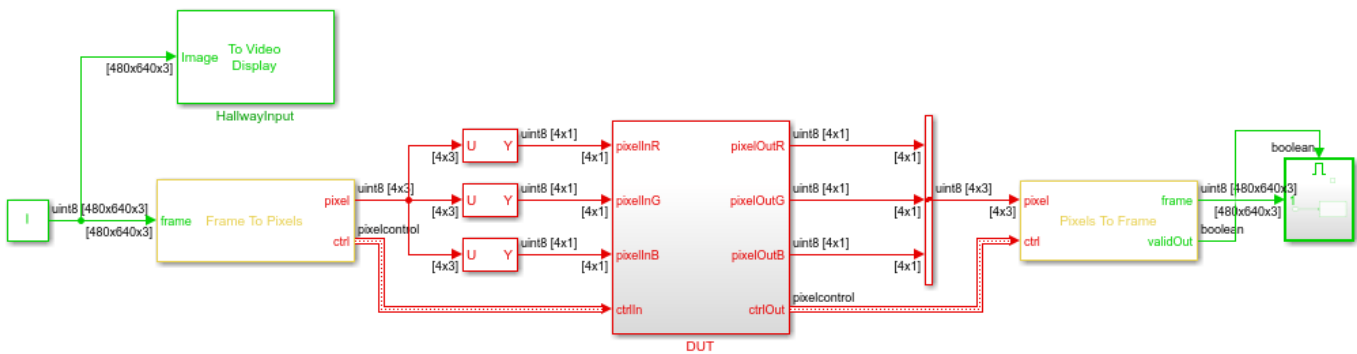 To Video
Display
Image
[480x640x3]
HallwayInput
I
uint8 [480x640x3]
[480x640x3]
frame
Frame To Pixels
pixel
ctrl
uint8 [4x3]
pixelcontrol
[4x3]
U Y
uint8 [4x1]
[4x1]
[4x3]
U Y
uint8 [4x1]
[4x1]
[4x3]
U Y
uint8 [4x1]
[4x1]
pixelInR
pixelInG
pixelInB
ctrlIn
pixelOutR
pixelOutG
pixelOutB
ctrlOut
DUT
uint8 [4x1]
[4x1]
uint8 [4x1]
[4x1]
uint8 [4x1]
[4x1]
pixelcontrol
uint8 [4x3]
[4x3]
pixel
ctrl
Pixels To Frame
frame
validOut
uint8 [480x640x3]
[480x640x3]
boolean
boolean
1